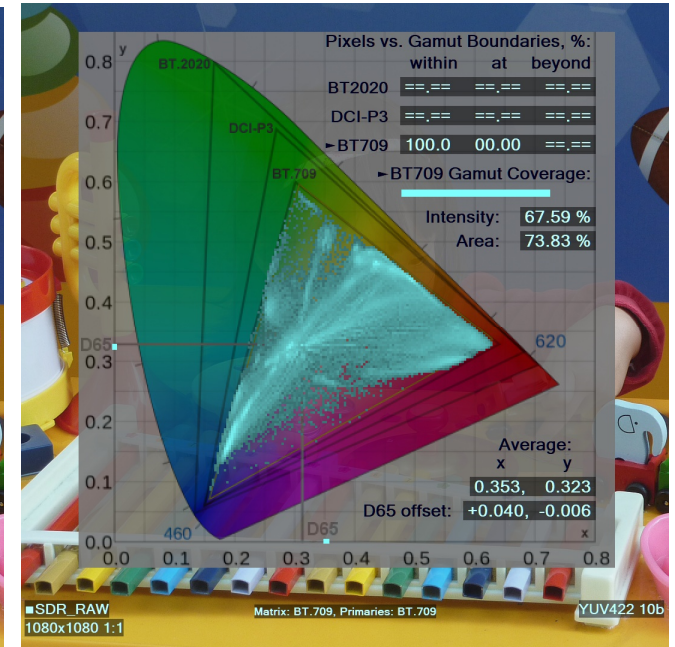 Pixels vs. Gamut Boundaries, %:
y
within at beyond
0.8
BT.2020
BT2020 ==.== ==.== ==.==
0.7
DCI-P3
DCI-P3 ==.== ==.== ==.==
►BT709 100.0 00.00 ==.==
0.6
BT.709
►BT709 Gamut Coverage:
Intensity: 67.59 %
0.5
Area: 73.83 %
0.4
D65
620
0.3
0.2
Average:
x y
0.1
0.353, 0.323
D65 offset: +0.040, -0.006
460
D65
x
0.0
0.0 0.1 0.2 0.3 0.4 0.5 0.6 0.7 0.8
■SDR_RAW
Matrix: BT.709, Primaries: BT.709
YUV422 10b
1080x1080 1:1